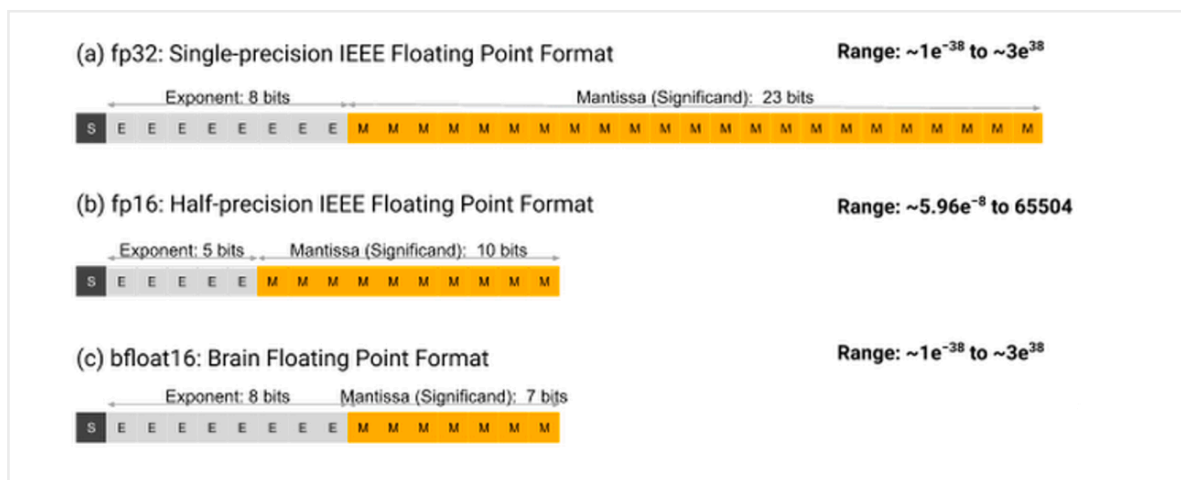 (a) fp32: Single-precision IEEE Floating Point Format Range: ~1e⁻³⁸ to ~3e³⁸
Exponent: 8 bits Mantissa (Significand): 23 bits
S E E E E E E E E M M M M M M M M M M M M M M M M M M M M M M M
(b) fp16: Half-precision IEEE Floating Point Format Range: ~5.96e⁻⁸ to 65504
Exponent: 5 bits Mantissa (Significand): 10 bits
S E E E E E M M M M M M M M M M
(c) bfloat16: Brain Floating Point Format Range: ~1e⁻³⁸ to ~3e³⁸
Exponent: 8 bits Mantissa (Significand): 7 bits
S E E E E E E E E M M M M M M M